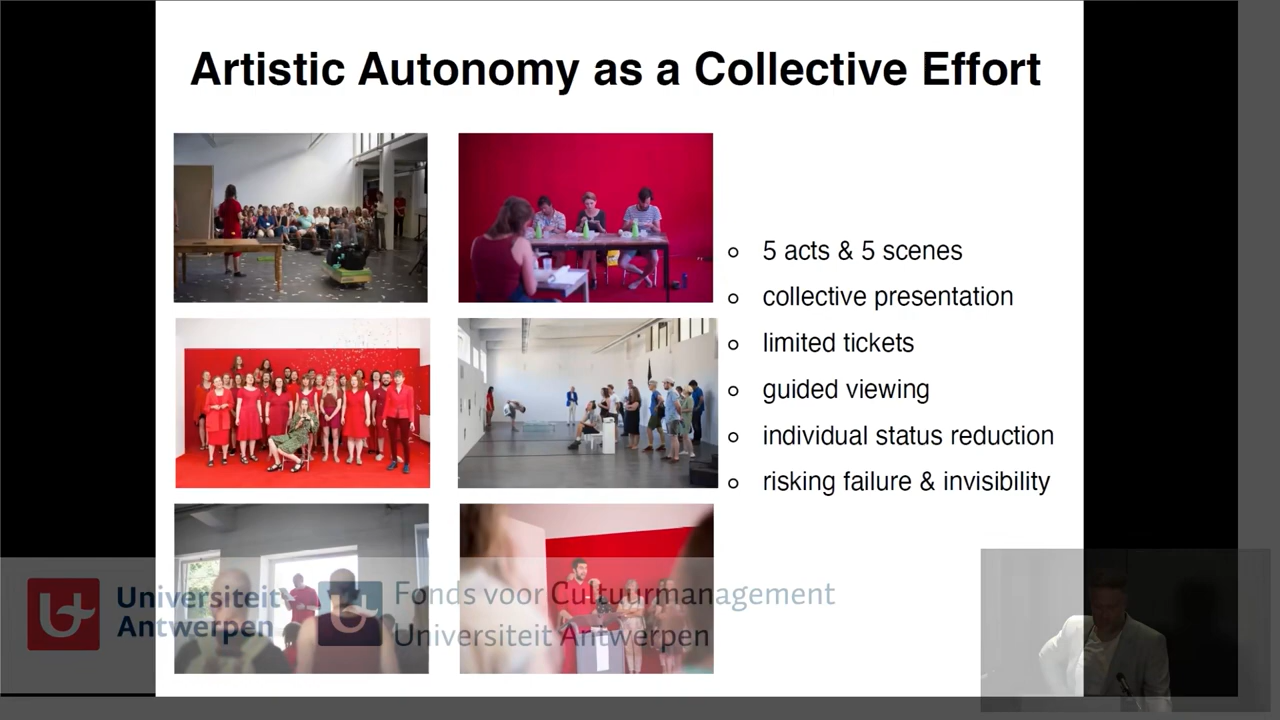 Artistic Autonomy as a Collective Effort
5 acts & 5 scenes
collective presentation
limited tickets
guided viewing
individual status reduction
risking failure & invisibility
Universiteit
Antwerpen
Fonds voor Cultuurmanagement
Universiteit Antwerpen